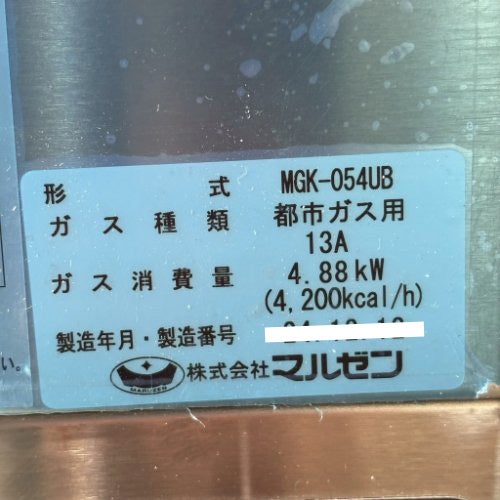 形式 MGK-054UB
ガス種類 都市ガス用
13A
ガス消費量 4.88kW
(4,200kcal/h)
製造年月・製造番号
MARUZEN 株式会社マルゼン
い。